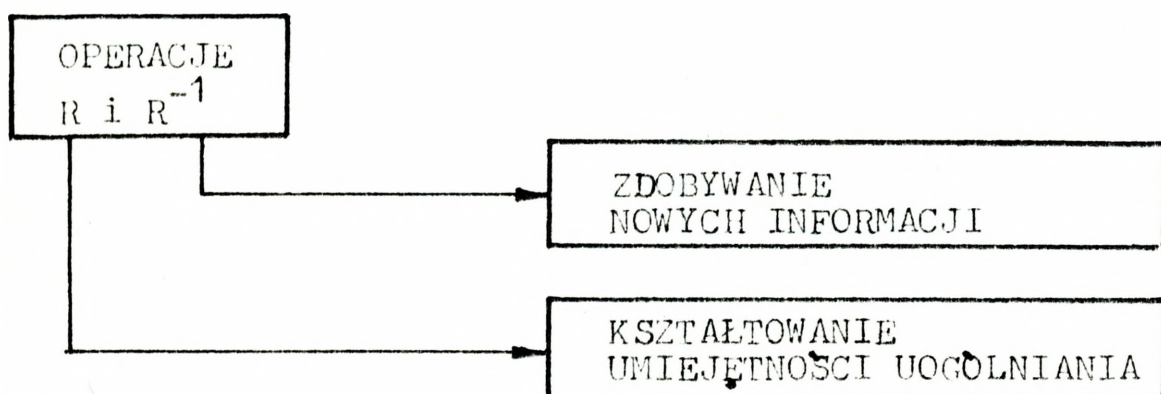 OPERACJE
R i R⁻¹
ZDOBYWANIE
NOWYCH INFORMACJI
KSZTAŁTOWANIE
UMIEJĘTNOŚCI UOGÓLNIANIA